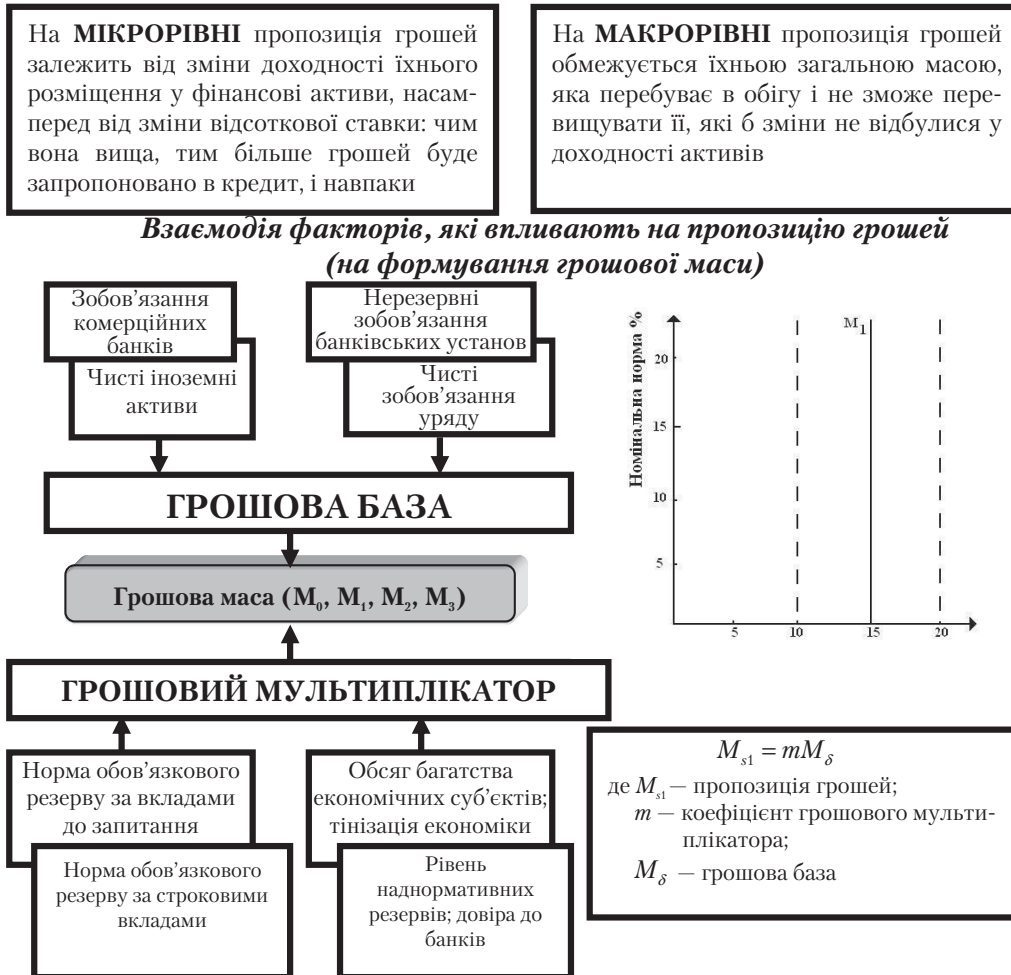 На МІКРОРІВНІ пропозиція грошей
залежить від зміни доходності їхнього
розміщення у фінансові активи, насам-
перед від зміни відсоткової ставки: чим
вона вища, тим більше грошей буде
запропоновано в кредит, і навпаки
На МАКРОРІВНІ пропозиція грошей
обмежується їхньою загальною масою,
яка перебуває в обігу і не зможе пере-
вищувати її, які б зміни не відбулися у
доходності активів
Взаємодія факторів, які впливають на пропозицію грошей
(на формування грошової маси)
Зобов’язання
комерційних
банків
Чисті іноземні
активи
Нерезервні
зобов’язання
банківських установ
Чисті
зобов’язання
уряду
ГРОШОВА БАЗА
Грошова маса (M₀, M₁, M₂, M₃)
ГРОШОВИЙ МУЛЬТИПЛІКАТОР
Норма обов’язкового
резерву за вкладами
до запитання
Норма обов’язкового
резерву за строковими
вкладами
Обсяг багатства
економічних суб’єктів;
тінізація економіки
Рівень
наднормативних
резервів; довіра до
банків
Номінальна норма %
M₁
20
15
10
5
5 10 15 20
Mₛ₁ = mM_δ
де Mₛ₁ – пропозиція грошей;
m – коефіцієнт грошового мульти-
плікатора;
M_δ – грошова база